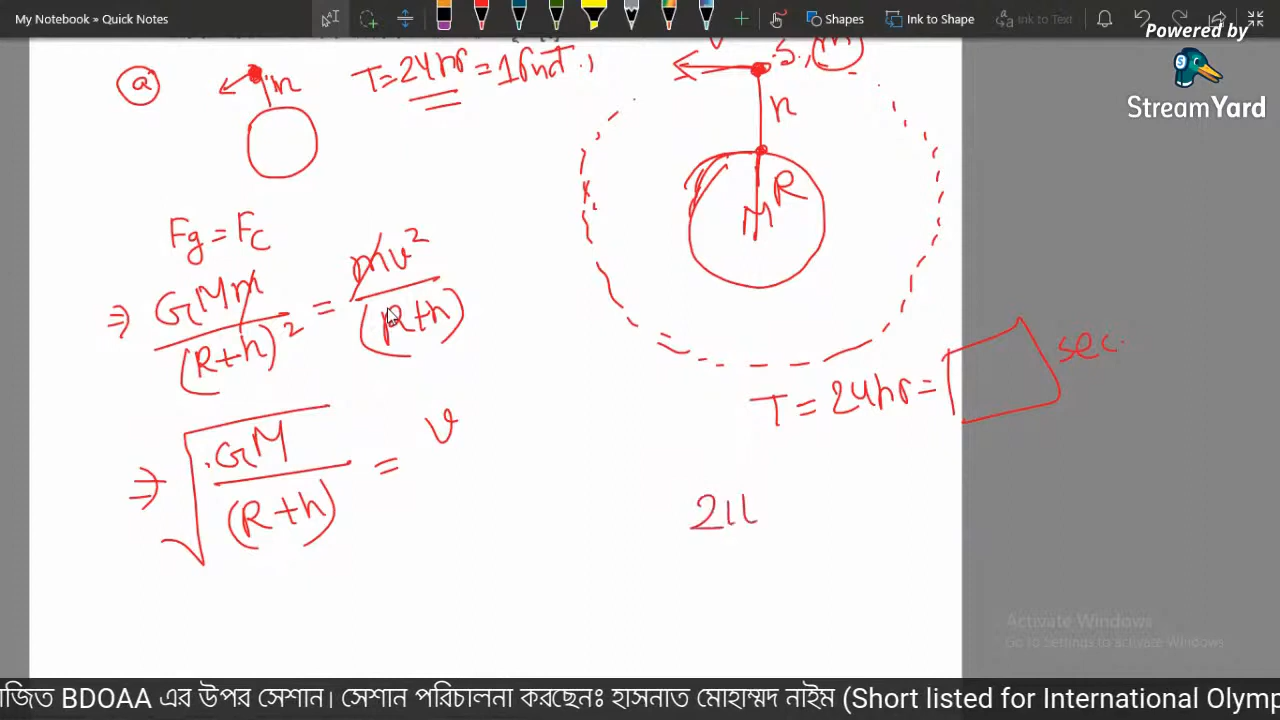 My Notebook » Quick Notes
Shapes
Ink to Shape
Ink to Text
Powered by
StreamYard
(a)
h
T=24hr=
S, m
h
R
M
Fg = Fc
⇒ GMm/(R+h)² = mv²/(R+h)
T = 24hr = sec.
⇒ √(GM/(R+h)) = v
2π
Activate Windows
Go to Settings to activate Windows.
জিত BDOAA এর উপর সেশান। সেশান পরিচালনা করছেনঃ হাসনাত মোহাম্মদ নাইম (Short listed for International Olymp